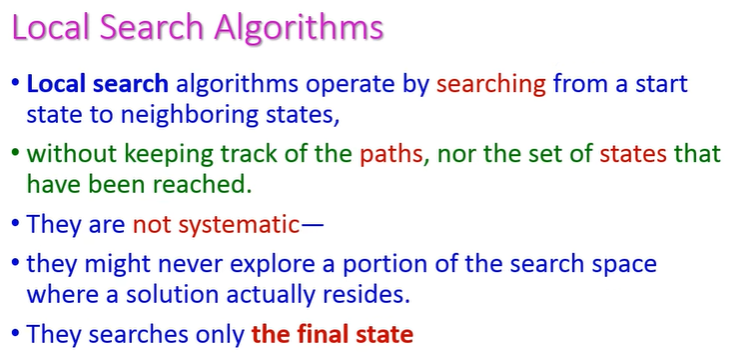 Local Search Algorithms
• Local search algorithms operate by searching from a start
state to neighboring states,
• without keeping track of the paths, nor the set of states that
have been reached.
• They are not systematic—
• they might never explore a portion of the search space
where a solution actually resides.
• They searches only the final state